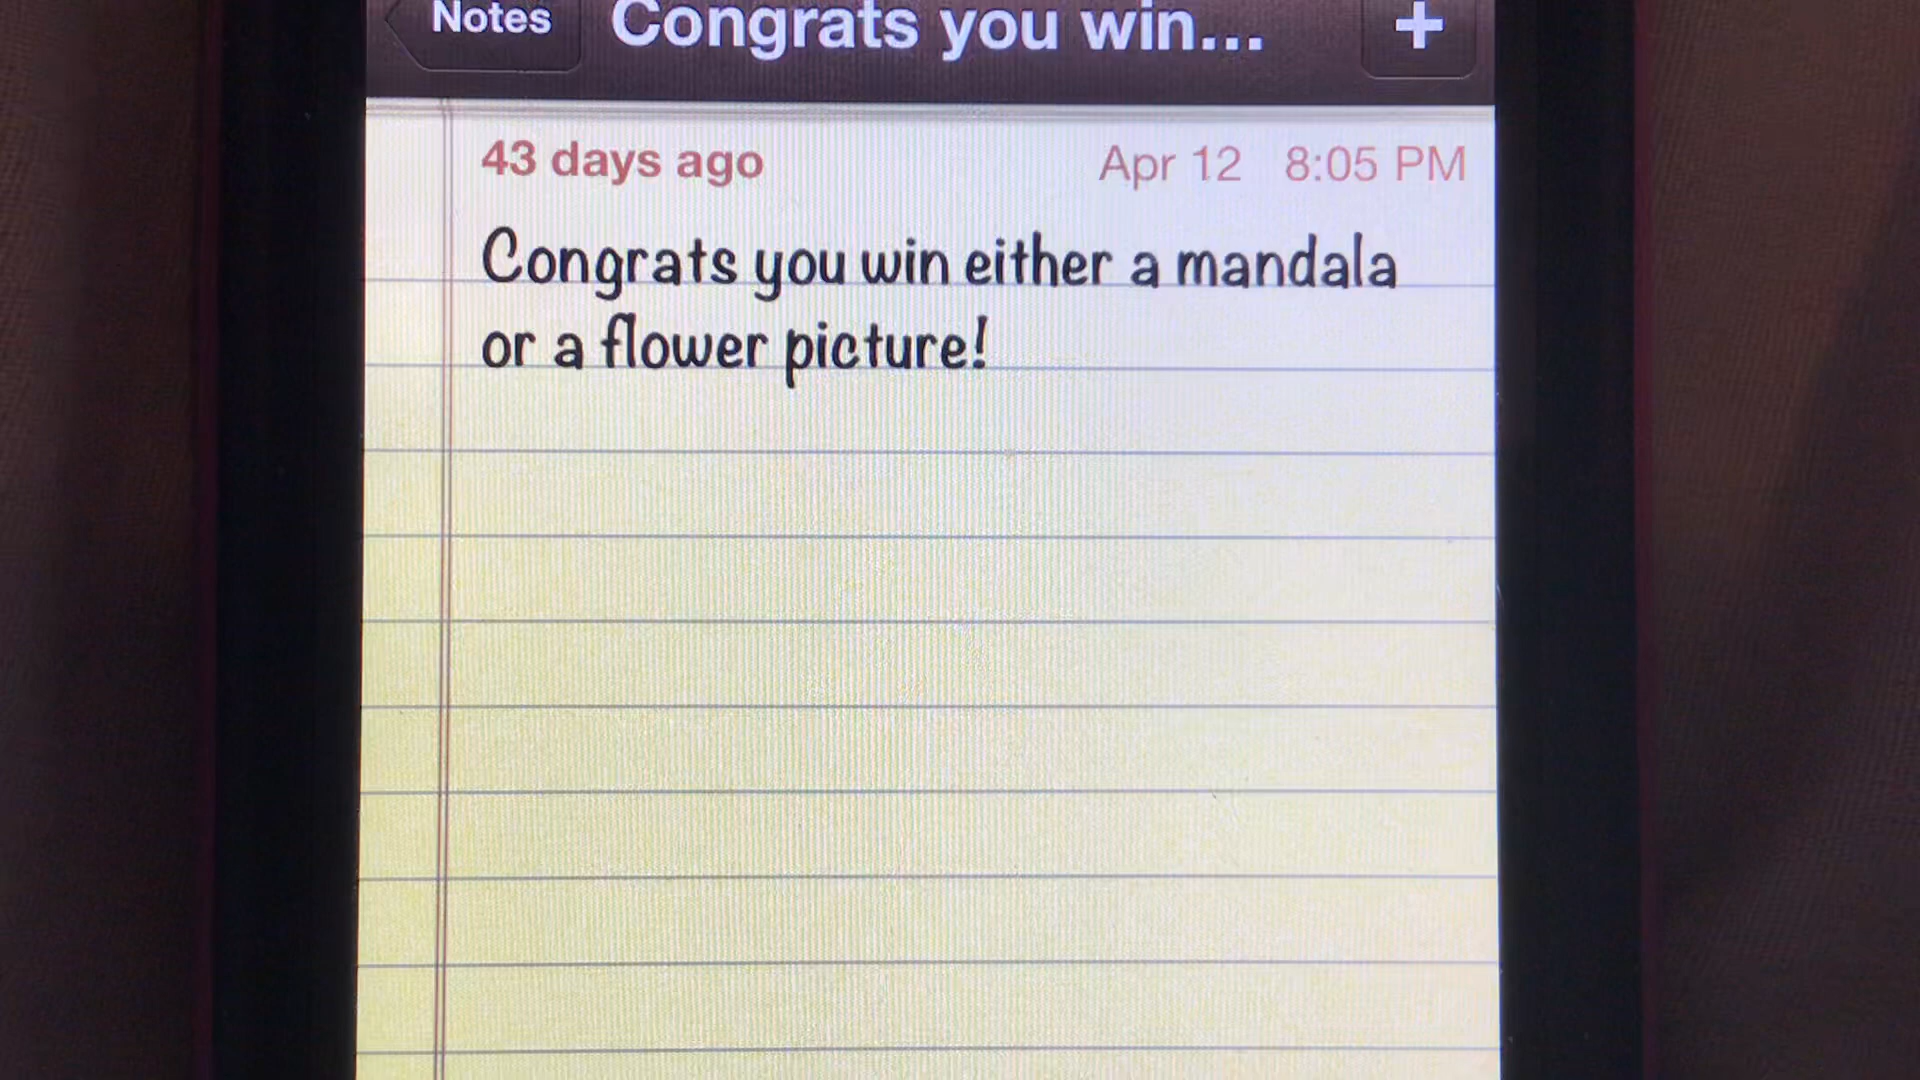 Notes Congrats you win... +
43 days ago Apr 12 8:05 PM
Congrats you win either a mandala
or a flower picture!